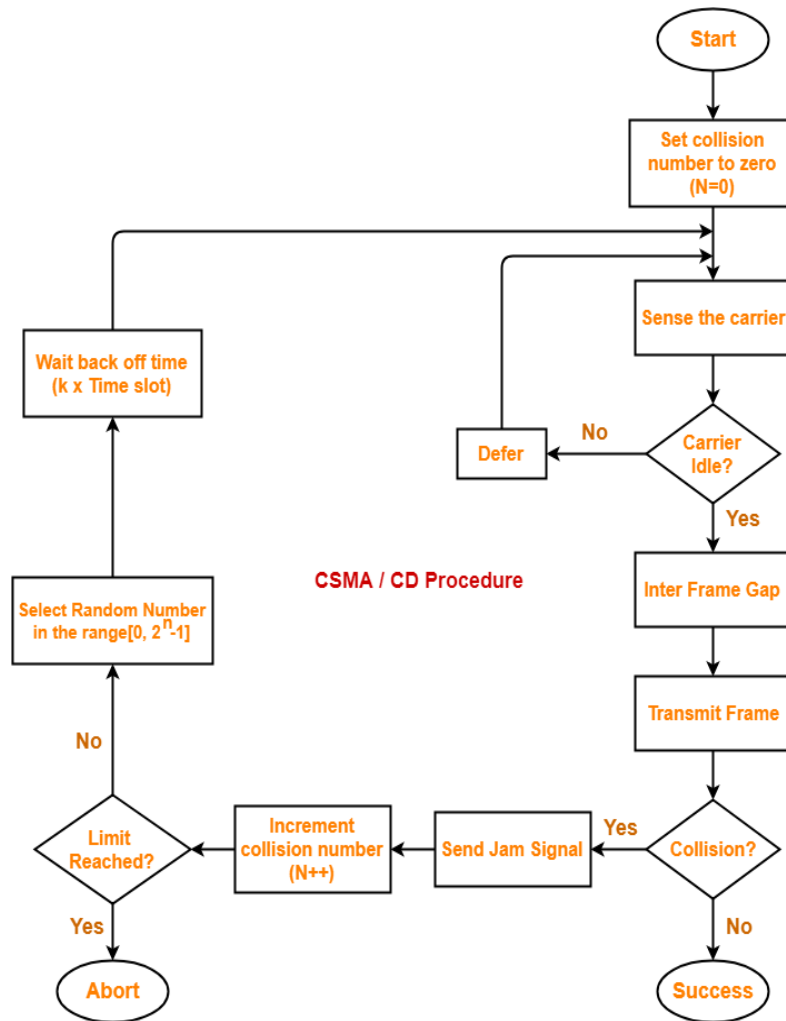 Start
Set collision
number to zero
(N=0)
Sense the carrier
Wait back off time
(k x Time slot)
Defer
No
Carrier
Idle?
Yes
CSMA / CD Procedure
Inter Frame Gap
Select Random Number
in the range[0, 2^n-1]
Transmit Frame
No
Limit
Reached?
Increment
collision number
(N++)
Send Jam Signal
Yes
Collision?
Yes
No
Abort
Success